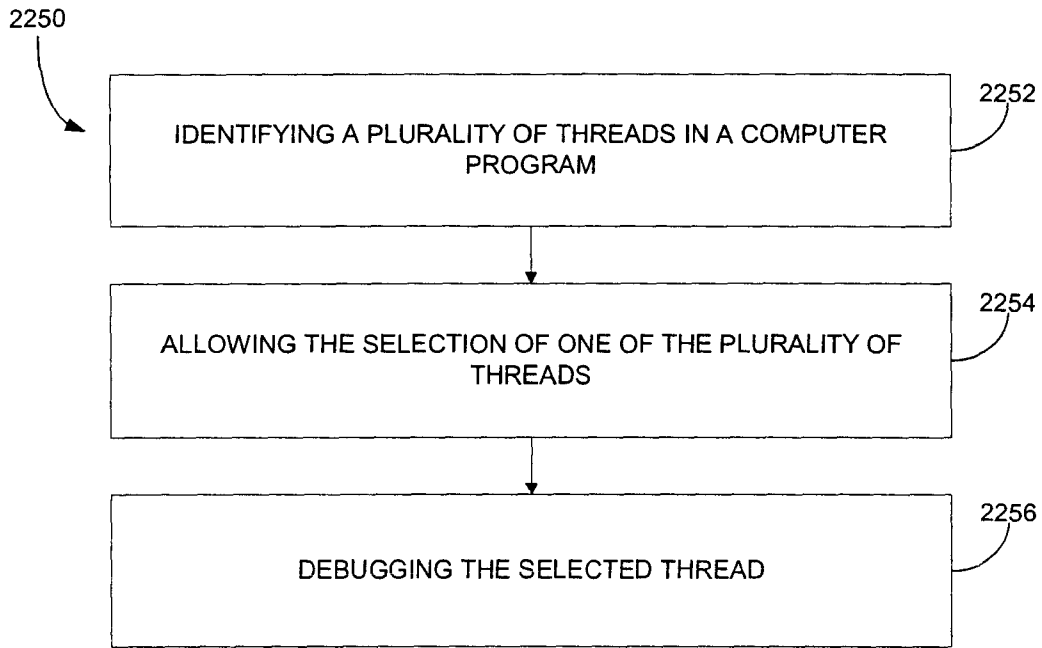 2250
2252
IDENTIFYING A PLURALITY OF THREADS IN A COMPUTER
PROGRAM
2254
ALLOWING THE SELECTION OF ONE OF THE PLURALITY OF
THREADS
2256
DEBUGGING THE SELECTED THREAD